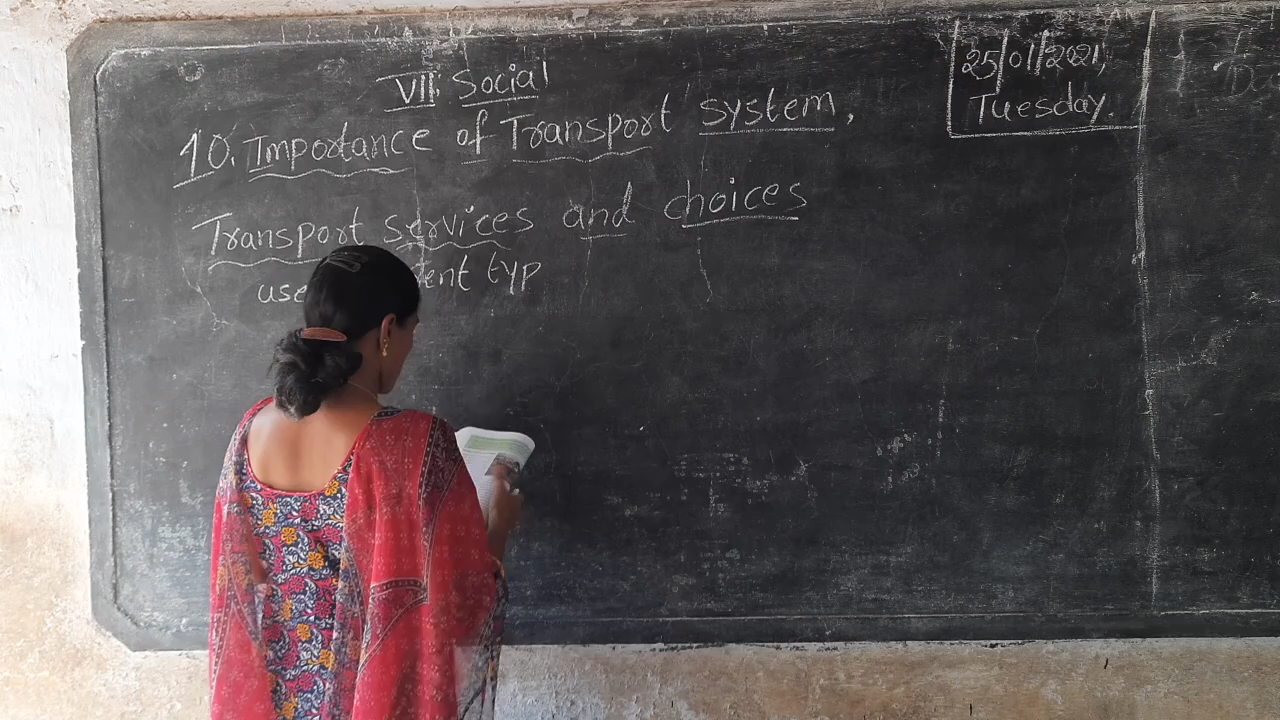 VII Social
10. Importance of Transport system,
Transport services and choices
use ent typ
25/01/2021,
Tuesday.